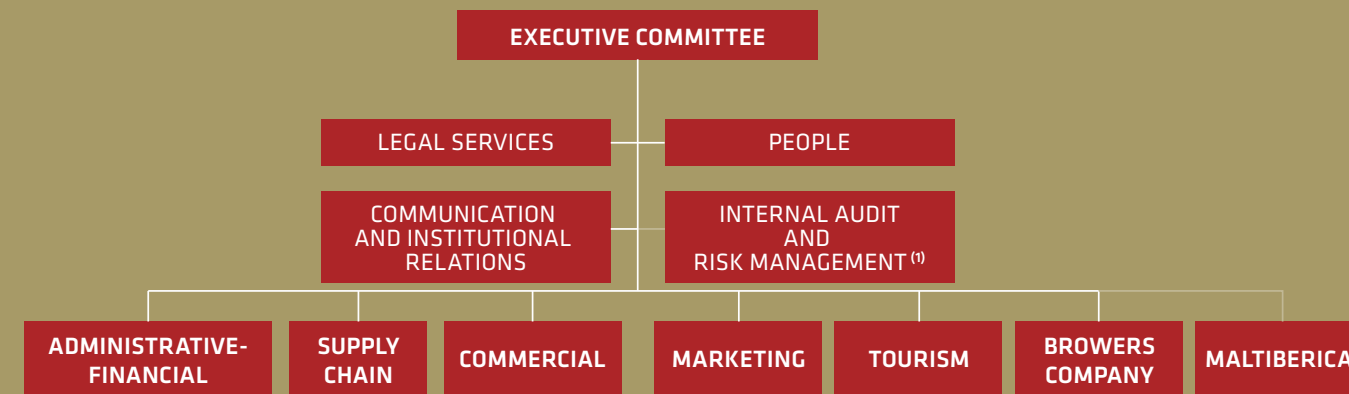 EXECUTIVE COMMITTEE
LEGAL SERVICES
PEOPLE
COMMUNICATION
AND INSTITUTIONAL
RELATIONS
INTERNAL AUDIT
AND
RISK MANAGEMENT (1)
ADMINISTRATIVE-
FINANCIAL
SUPPLY
CHAIN
COMMERCIAL
MARKETING
TOURISM
BROWERS
COMPANY
MALTIBERICA